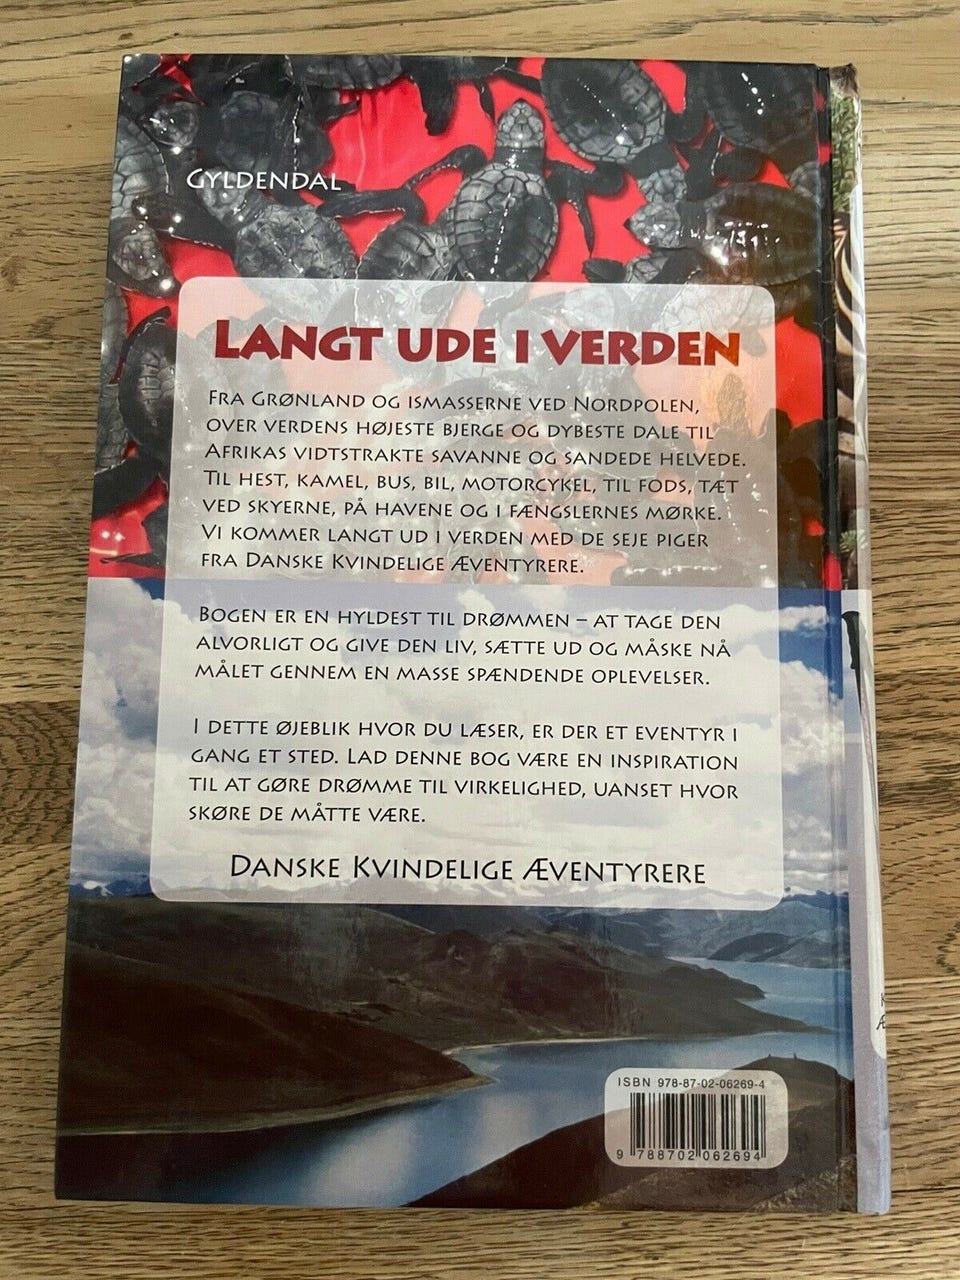 GYLDENDAL
LANGT UDE I VERDEN
FRA GRØNLAND OG ISMASSERNE VED NORDPOLEN,
OVER VERDENS HØJESTE BJERGE OG DYBESTE DALE TIL
AFRIKAS VIDTSTRAKTE SAVANNE OG SANDEDE HELVEDE.
TIL HEST, KAMEL, BUS, BIL, MOTORCYKEL, TIL FODS, TÆT
VED SKYERNE, PÅ HAVENE OG I FÆNGSLERNES MØRKE.
VI KOMMER LANGT UD I VERDEN MED DE SEJE PIGER
FRA DANSKE KVINDELIGE ÆVENTYRERE.
BOGEN ER EN HYLDEST TIL DRØMMEN – AT TAGE DEN
ALVORLIGT OG GIVE DEN LIV, SÆTTE UD OG MÅSKE NÅ
MÅLET GENNEM EN MASSE SPÆNDENDE OPLEVELSER.
I DETTE ØJEBLIK HVOR DU LÆSER, ER DER ET EVENTYR I
GANG ET STED. LAD DENNE BOG VÆRE EN INSPIRATION
TIL AT GØRE DRØMME TIL VIRKELIGHED, UANSET HVOR
SKØRE DE MÅTTE VÆRE.
DANSKE KVINDELIGE ÆVENTYRERE
ISBN 978-87-02-06269-4
9 788702 062694